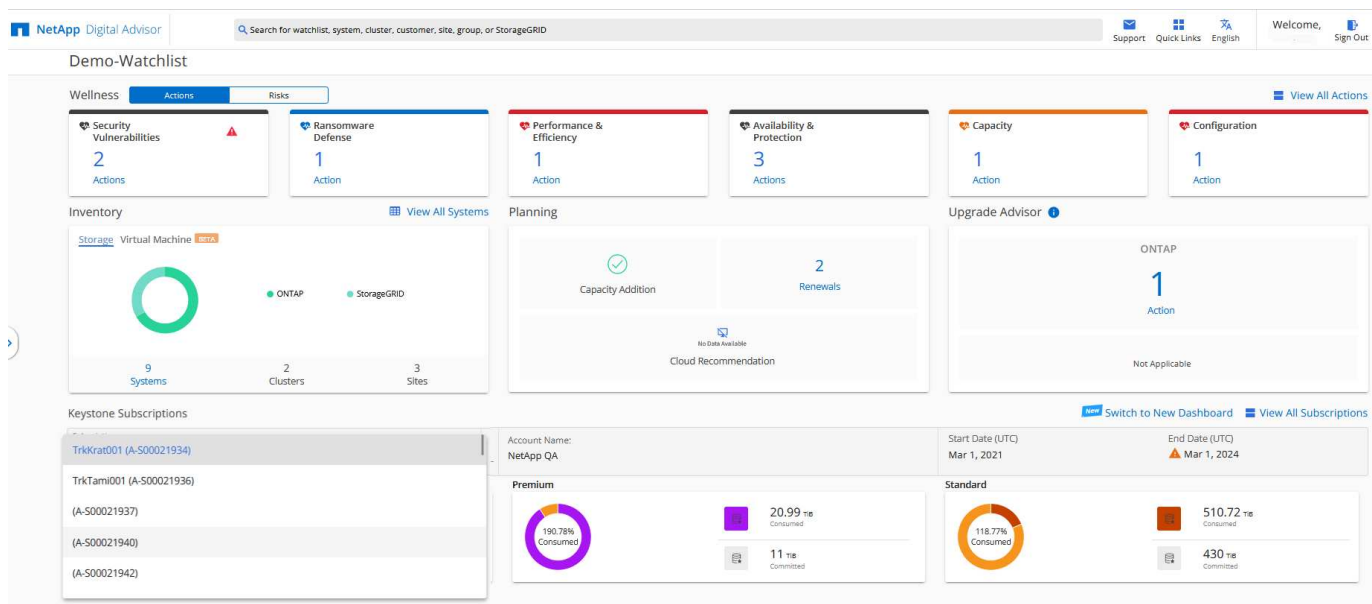 NetApp Digital Advisor
Search for watchlist, system, cluster, customer, site, group, or StorageGRID
Support
Quick Links
English
Welcome,
Sign Out
Demo-Watchlist
Wellness
Actions
Risks
View All Actions
Security
Vulnerabilities
2
Actions
Ransomware
Defense
1
Action
Performance &
Efficiency
1
Action
Availability &
Protection
3
Actions
Capacity
1
Action
Configuration
1
Action
Inventory
View All Systems
Storage Virtual Machine BETA
ONTAP
StorageGRID
9
Systems
2
Clusters
3
Sites
Planning
Capacity Addition
2
Renewals
No Data Available
Cloud Recommendation
Upgrade Advisor
ONTAP
1
Action
Not Applicable
Keystone Subscriptions
New Switch to New Dashboard
View All Subscriptions
TrkKrat001 (A-S00021934)
TrkTami001 (A-S00021936)
(A-S00021937)
(A-S00021940)
(A-S00021942)
Account Name:
NetApp QA
Start Date (UTC)
Mar 1, 2021
End Date (UTC)
Mar 1, 2024
Premium
190.78%
Consumed
20.99 TiB
Consumed
11 TiB
Committed
Standard
118.77%
Consumed
510.72 TiB
Consumed
430 TiB
Committed